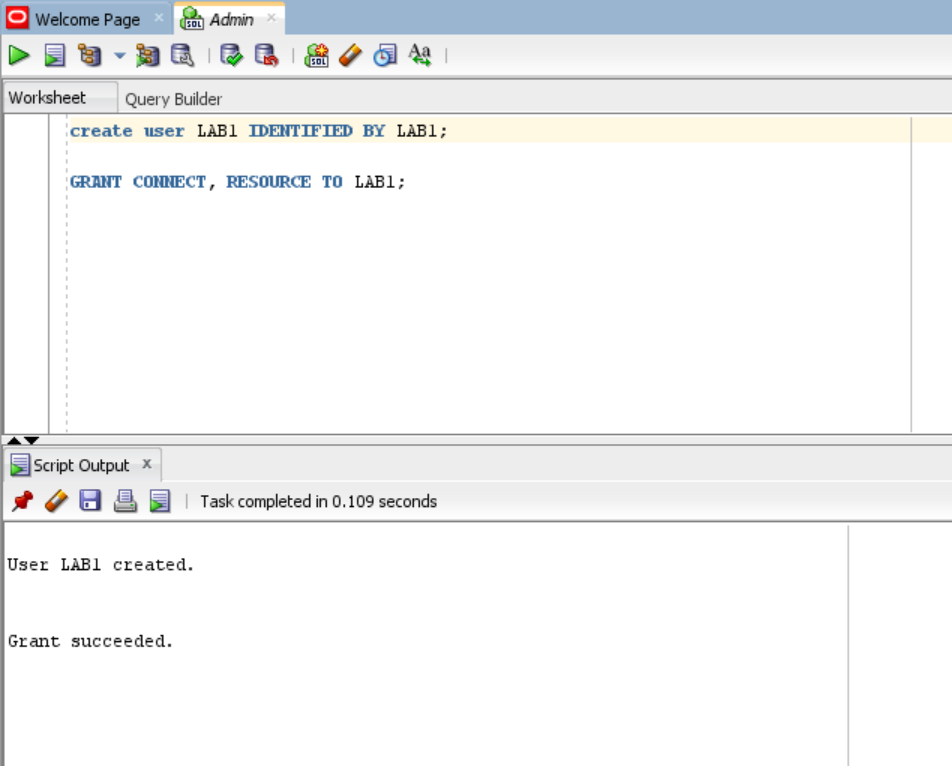 Welcome Page
Admin
Worksheet
Query Builder
create user LAB1 IDENTIFIED BY LAB1;
GRANT CONNECT, RESOURCE TO LAB1;
Script Output
Task completed in 0.109 seconds
User LAB1 created.
Grant succeeded.